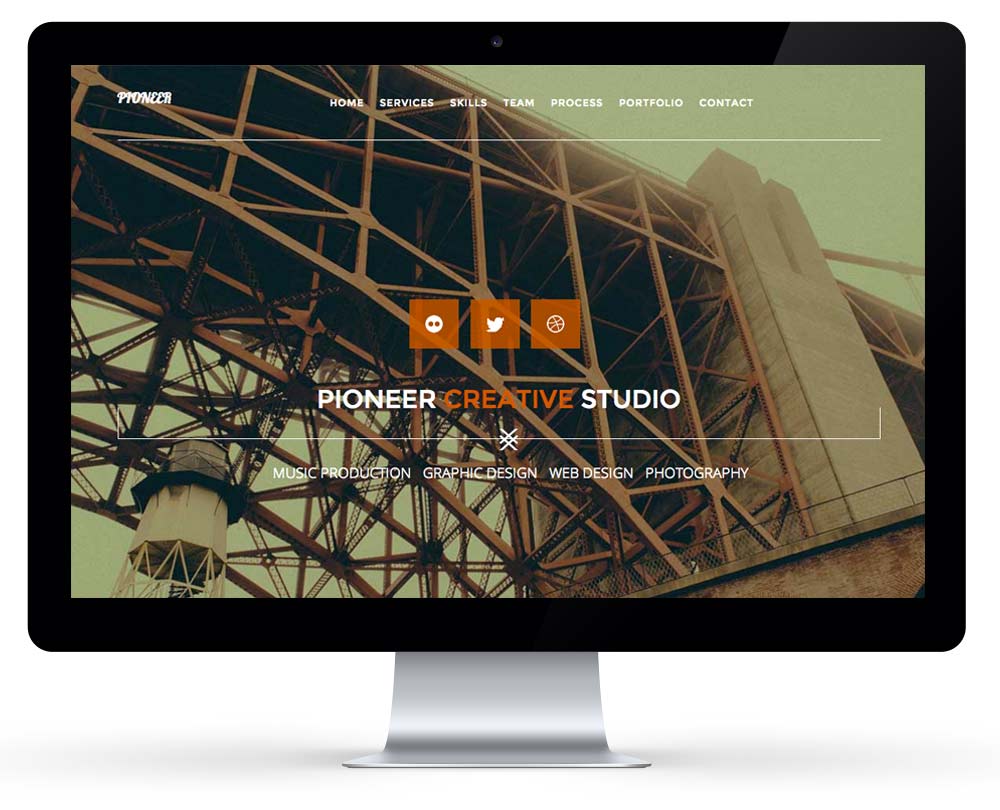 PIONEER
HOME SERVICES SKILLS TEAM PROCESS PORTFOLIO CONTACT
PIONEER CREATIVE STUDIO
MUSIC PRODUCTION GRAPHIC DESIGN WEB DESIGN PHOTOGRAPHY